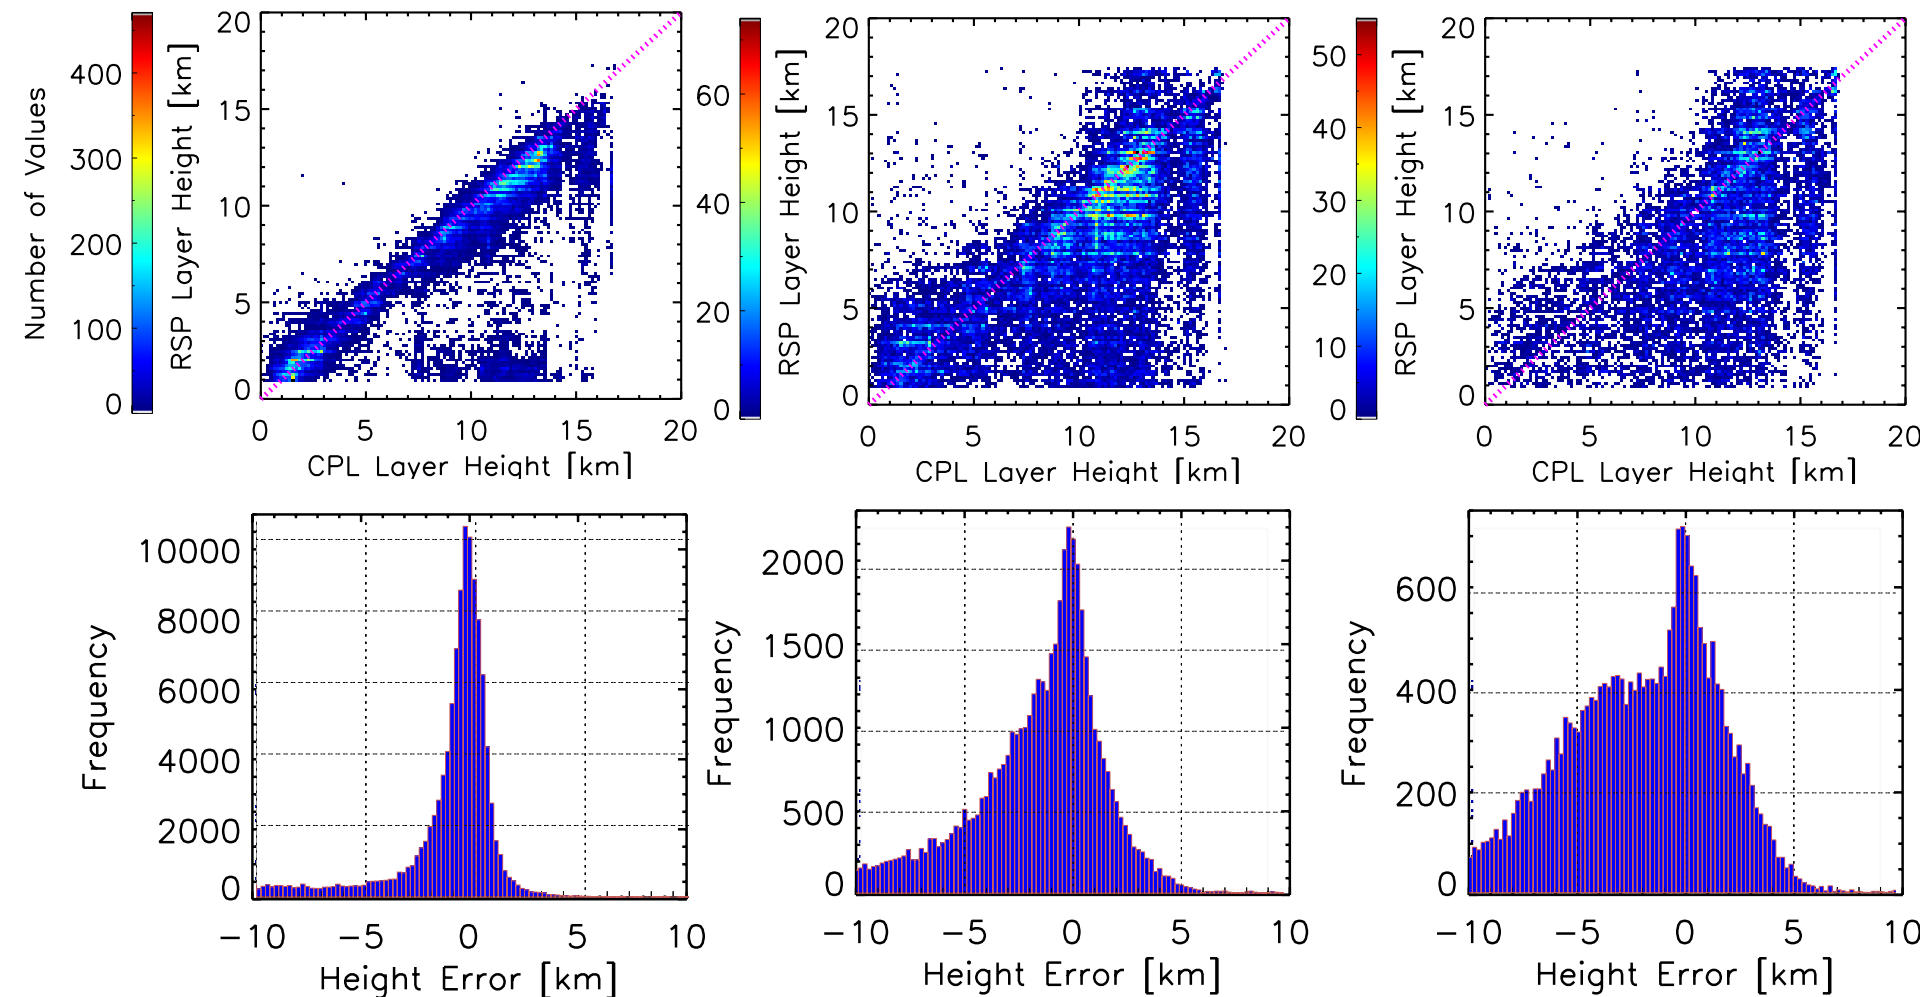 Number of Values
400
300
200
100
0
RSP Layer Height [km]
20
15
10
5
0
0 5 10 15 20
CPL Layer Height [km]
60
40
20
0
RSP Layer Height [km]
20
15
10
5
0
0 5 10 15 20
CPL Layer Height [km]
50
40
30
20
10
0
RSP Layer Height [km]
20
15
10
5
0
0 5 10 15 20
CPL Layer Height [km]
Frequency
10000
8000
6000
4000
2000
0
−10 −5 0 5 10
Height Error [km]
Frequency
2000
1500
1000
500
0
−10 −5 0 5 10
Height Error [km]
Frequency
600
400
200
0
−10 −5 0 5 10
Height Error [km]